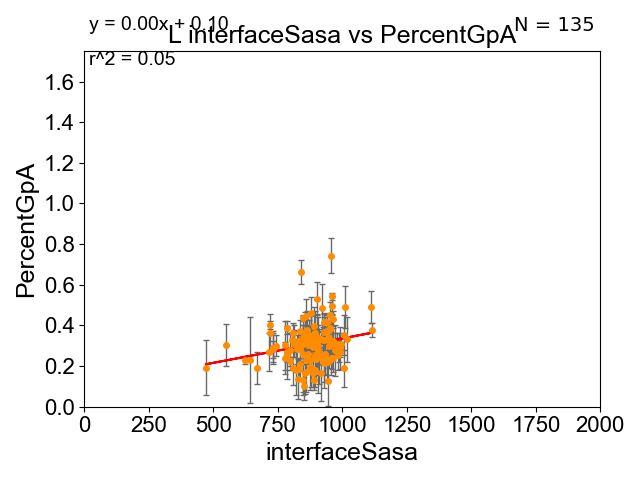 y = 0.00x + 0.10
N = 135
L interfaceSasa vs PercentGpA
r^2 = 0.05
1.6
1.4
1.2
1.0
0.8
0.6
0.4
0.2
0.0
PercentGpA
0 250 500 750 1000 1250 1500 1750 2000
interfaceSasa